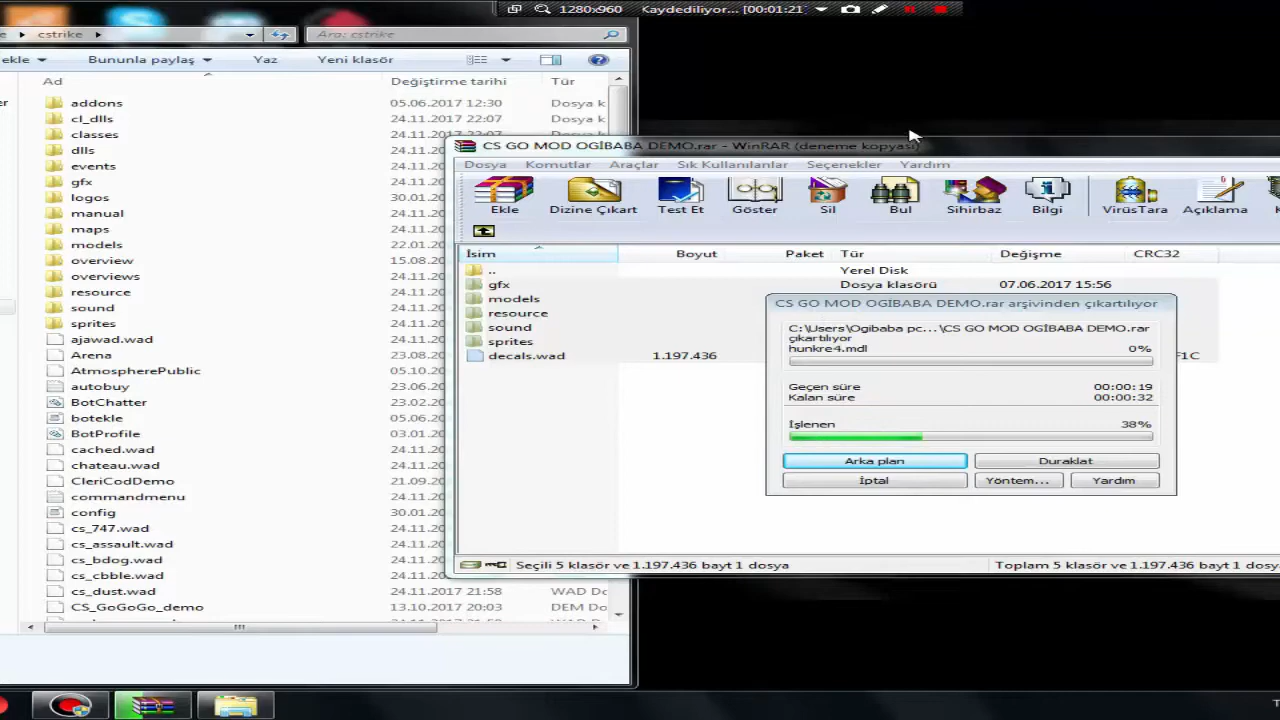 1280x960 Kaydediliyor... [00:01:21]
cstrike
Ara: cstrike
ekle Bununla paylaş Yaz Yeni klasör
Ad Değiştirme tarihi Tür
addons 05.06.2017 12:30 Dosya k
cl_dlls 24.11.2017 22:07 Dosya k
classes 24.11.2017 22:07 Dosya k
dlls 24.11.20
events 24.11.20
gfx 24.11.20
logos 30.01.20
manual 24.11.20
maps 24.11.20
models 22.01.20
overview 15.08.20
overviews 24.11.20
resource 24.11.20
sound 24.11.20
sprites 24.11.20
ajawad.wad 24.11.20
Arena 23.08.20
AtmospherePublic 05.10.20
autobuy 23.06.20
BotChatter 23.02.20
botekle 05.06.20
BotProfile 03.01.20
cached.wad 24.11.20
chateau.wad 24.11.20
CleriCodDemo 21.09.20
commandmenu 24.11.20
config 30.01.20
cs_747.wad 24.11.20
cs_assault.wad 24.11.20
cs_bdog.wad 24.11.20
cs_cbble.wad 24.11.20
cs_dust.wad 24.11.2017 21:58 WAD Do
CS_GoGoGo_demo 13.10.2017 20:03 DEM Do
CS GO MOD OGİBABA DEMO.rar - WinRAR (deneme kopyası)
Dosya Komutlar Araçlar Sık Kullanılanlar Seçenekler Yardım
Ekle Dizine Çıkart Test Et Göster Sil Bul Sihirbaz Bilgi VirüsTara Açıklama
İsim Boyut Paket Tür Değişme CRC32
.. Yerel Disk
gfx Dosya klasörü 07.06.2017 15:56
models
resource
sound
sprites
decals.wad 1.197.436 F1C
CS GO MOD OGİBABA DEMO.rar arşivinden çıkartılıyor
C:\Users\Ogibaba pc...\CS GO MOD OGİBABA DEMO.rar
çıkartılıyor
hunkre4.mdl 0%
Geçen süre 00:00:19
Kalan süre 00:00:32
İşlenen 38%
Arka plan Duraklat
İptal Yöntem... Yardım
Seçili 5 klasör ve 1.197.436 bayt 1 dosya Toplam 5 klasör ve 1.197.436 bayt 1 dosya